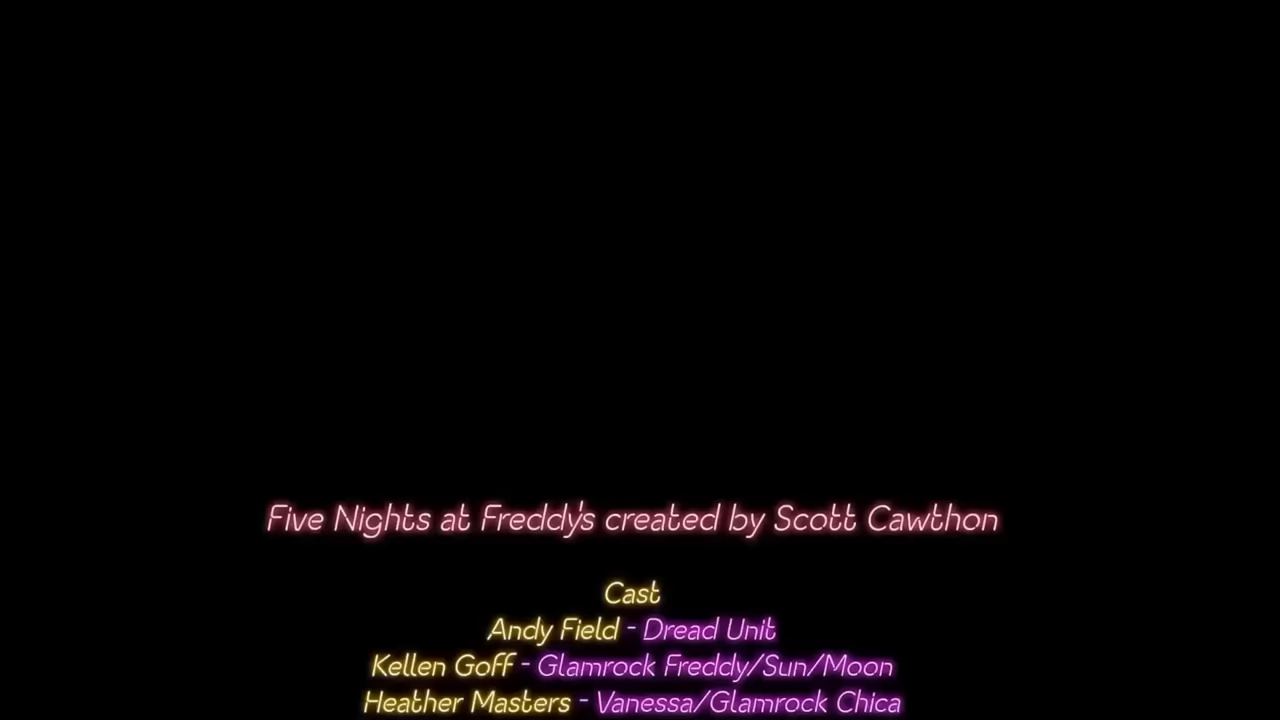 Five Nights at Freddy's created by Scott Cawthon
Cast
Andy Field - Dread Unit
Kellen Goff - Glamrock Freddy/Sun/Moon
Heather Masters - Vanessa/Glamrock Chica